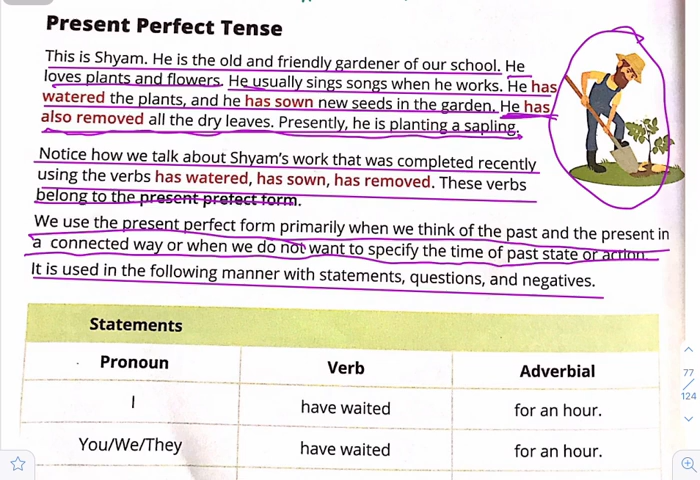 Present Perfect Tense
This is Shyam. He is the old and friendly gardener of our school. He
loves plants and flowers. He usually sings songs when he works. He has
watered the plants, and he has sown new seeds in the garden. He has
also removed all the dry leaves. Presently, he is planting a sapling.
Notice how we talk about Shyam's work that was completed recently
using the verbs has watered, has sown, has removed. These verbs
belong to the present prefect form.
We use the present perfect form primarily when we think of the past and the present in
a connected way or when we do not want to specify the time of past state or action.
It is used in the following manner with statements, questions, and negatives.
Statements
Pronoun Verb Adverbial
I have waited for an hour.
You/We/They have waited for an hour.
77
124